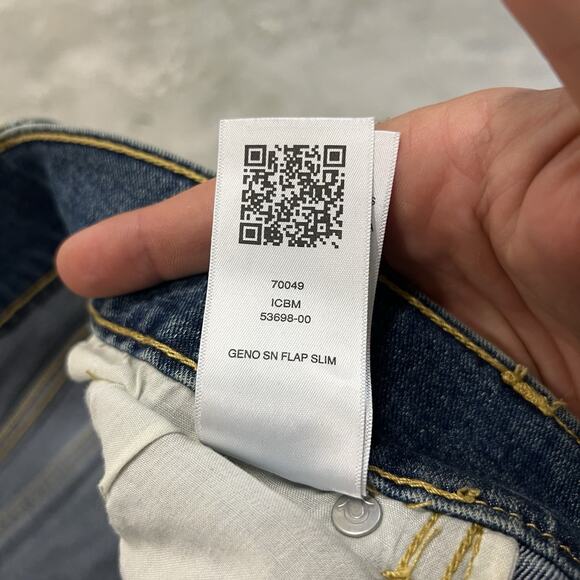 70049
ICBM
53698-00
GENO SN FLAP SLIM